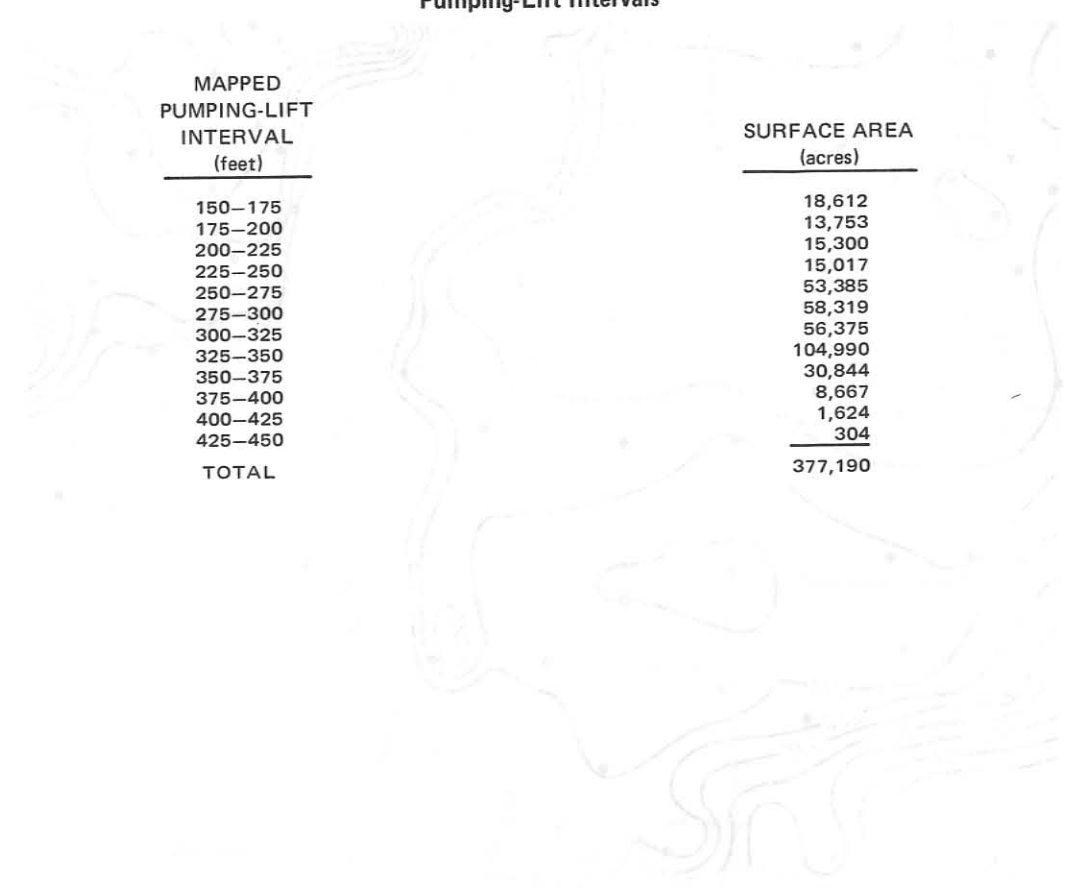 Pumping-Lift Intervals
MAPPED
PUMPING-LIFT
INTERVAL
(feet)
SURFACE AREA
(acres)
150—175 18,612
175—200 13,753
200—225 15,300
225—250 15,017
250—275 53,385
275—300 58,319
300—325 56,375
325—350 104,990
350—375 30,844
375—400 8,667
400—425 1,624
425—450 304
TOTAL 377,190